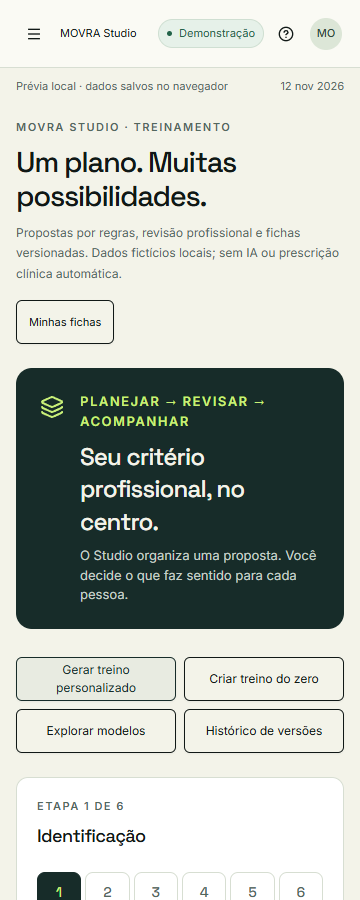 MOVRA Studio
Demonstração
MO
Prévia local · dados salvos no navegador
12 nov 2026
MOVRA STUDIO · TREINAMENTO
Um plano. Muitas
possibilidades.
Propostas por regras, revisão profissional e fichas
versionadas. Dados fictícios locais; sem IA ou prescrição
clínica automática.
Minhas fichas
PLANEJAR → REVISAR →
ACOMPANHAR
Seu critério
profissional, no
centro.
O Studio organiza uma proposta. Você
decide o que faz sentido para cada
pessoa.
Gerar treino
personalizado
Criar treino do zero
Explorar modelos
Histórico de versões
ETAPA 1 DE 6
Identificação
1 2 3 4 5 6